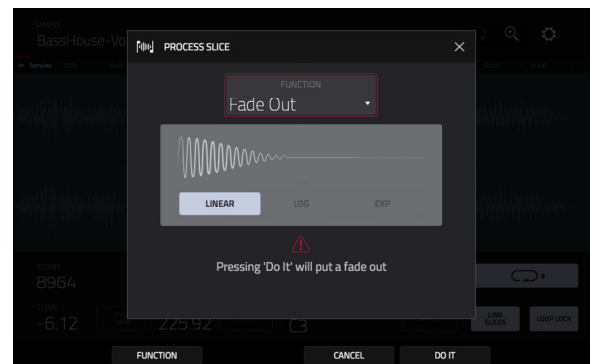 SAMPLE
BassHouse-Vo
PROCESS SLICE
FUNCTION
Fade Out
LINEAR LOG EXP
Pressing 'Do It' will put a fade out
START
8964
TUNE
-6.12 225.92 C3
LINK SLICES LOOP LOCK
FUNCTION CANCEL DO IT